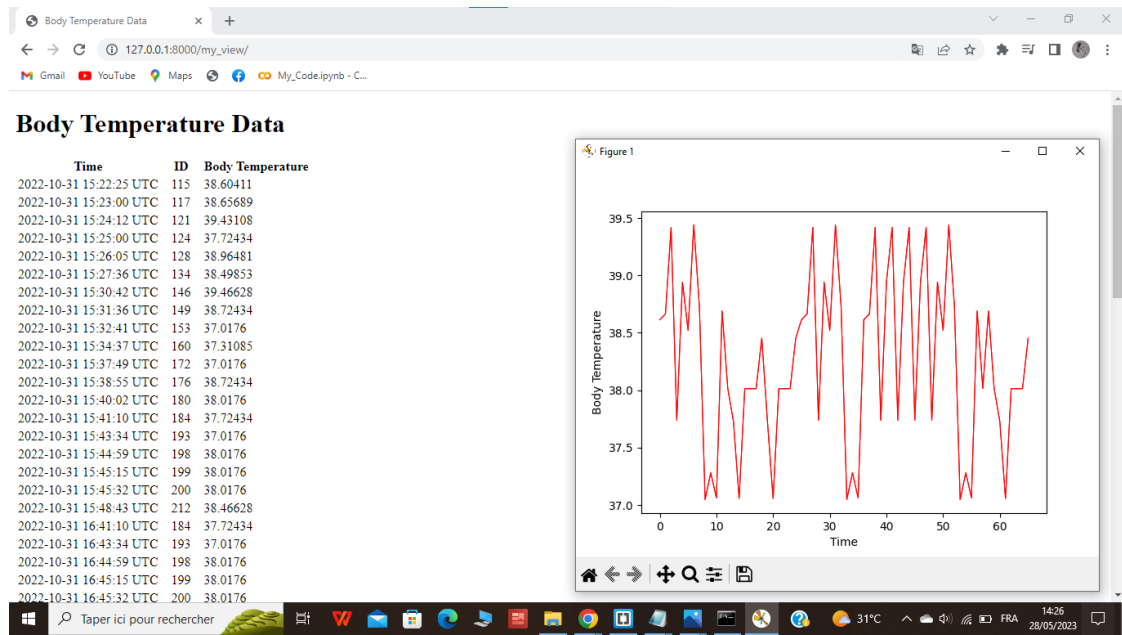 Body Temperature Data
127.0.0.1:8000/my_view/
Gmail YouTube Maps My_Code.ipynb - C...
Body Temperature Data
Time ID Body Temperature
2022-10-31 15:22:25 UTC 115 38.60411
2022-10-31 15:23:00 UTC 117 38.65689
2022-10-31 15:24:12 UTC 121 39.43108
2022-10-31 15:25:00 UTC 124 37.72434
2022-10-31 15:26:05 UTC 128 38.96481
2022-10-31 15:27:36 UTC 134 38.49853
2022-10-31 15:30:42 UTC 146 39.46628
2022-10-31 15:31:36 UTC 149 38.72434
2022-10-31 15:32:41 UTC 153 37.0176
2022-10-31 15:34:37 UTC 160 37.31085
2022-10-31 15:37:49 UTC 172 37.0176
2022-10-31 15:38:55 UTC 176 38.72434
2022-10-31 15:40:02 UTC 180 38.0176
2022-10-31 15:41:10 UTC 184 37.72434
2022-10-31 15:43:34 UTC 193 37.0176
2022-10-31 15:44:59 UTC 198 38.0176
2022-10-31 15:45:15 UTC 199 38.0176
2022-10-31 15:45:32 UTC 200 38.0176
2022-10-31 15:48:43 UTC 212 38.46628
2022-10-31 16:41:10 UTC 184 37.72434
2022-10-31 16:43:34 UTC 193 37.0176
2022-10-31 16:44:59 UTC 198 38.0176
2022-10-31 16:45:15 UTC 199 38.0176
2022-10-31 16:45:32 UTC 200 38.0176
Figure 1
39.5
39.0
38.5
38.0
37.5
37.0
Body Temperature
0 10 20 30 40 50 60
Time
Taper ici pour rechercher
31°C
FRA
14:26
28/05/2023